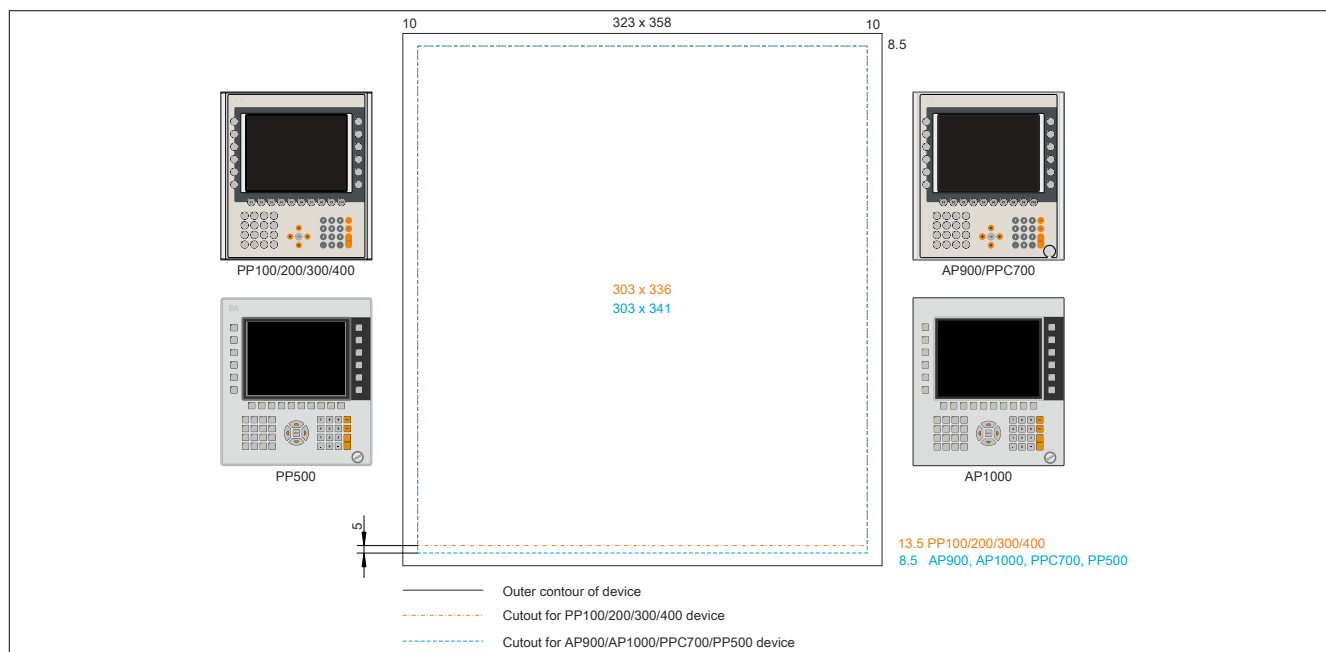 10 323 x 358 10
8.5
PP100/200/300/400
AP900/PPC700
303 x 336
303 x 341
PP500
AP1000
5
13.5 PP100/200/300/400
8.5 AP900, AP1000, PPC700, PP500
Outer contour of device
Cutout for PP100/200/300/400 device
Cutout for AP900/AP1000/PPC700/PP500 device